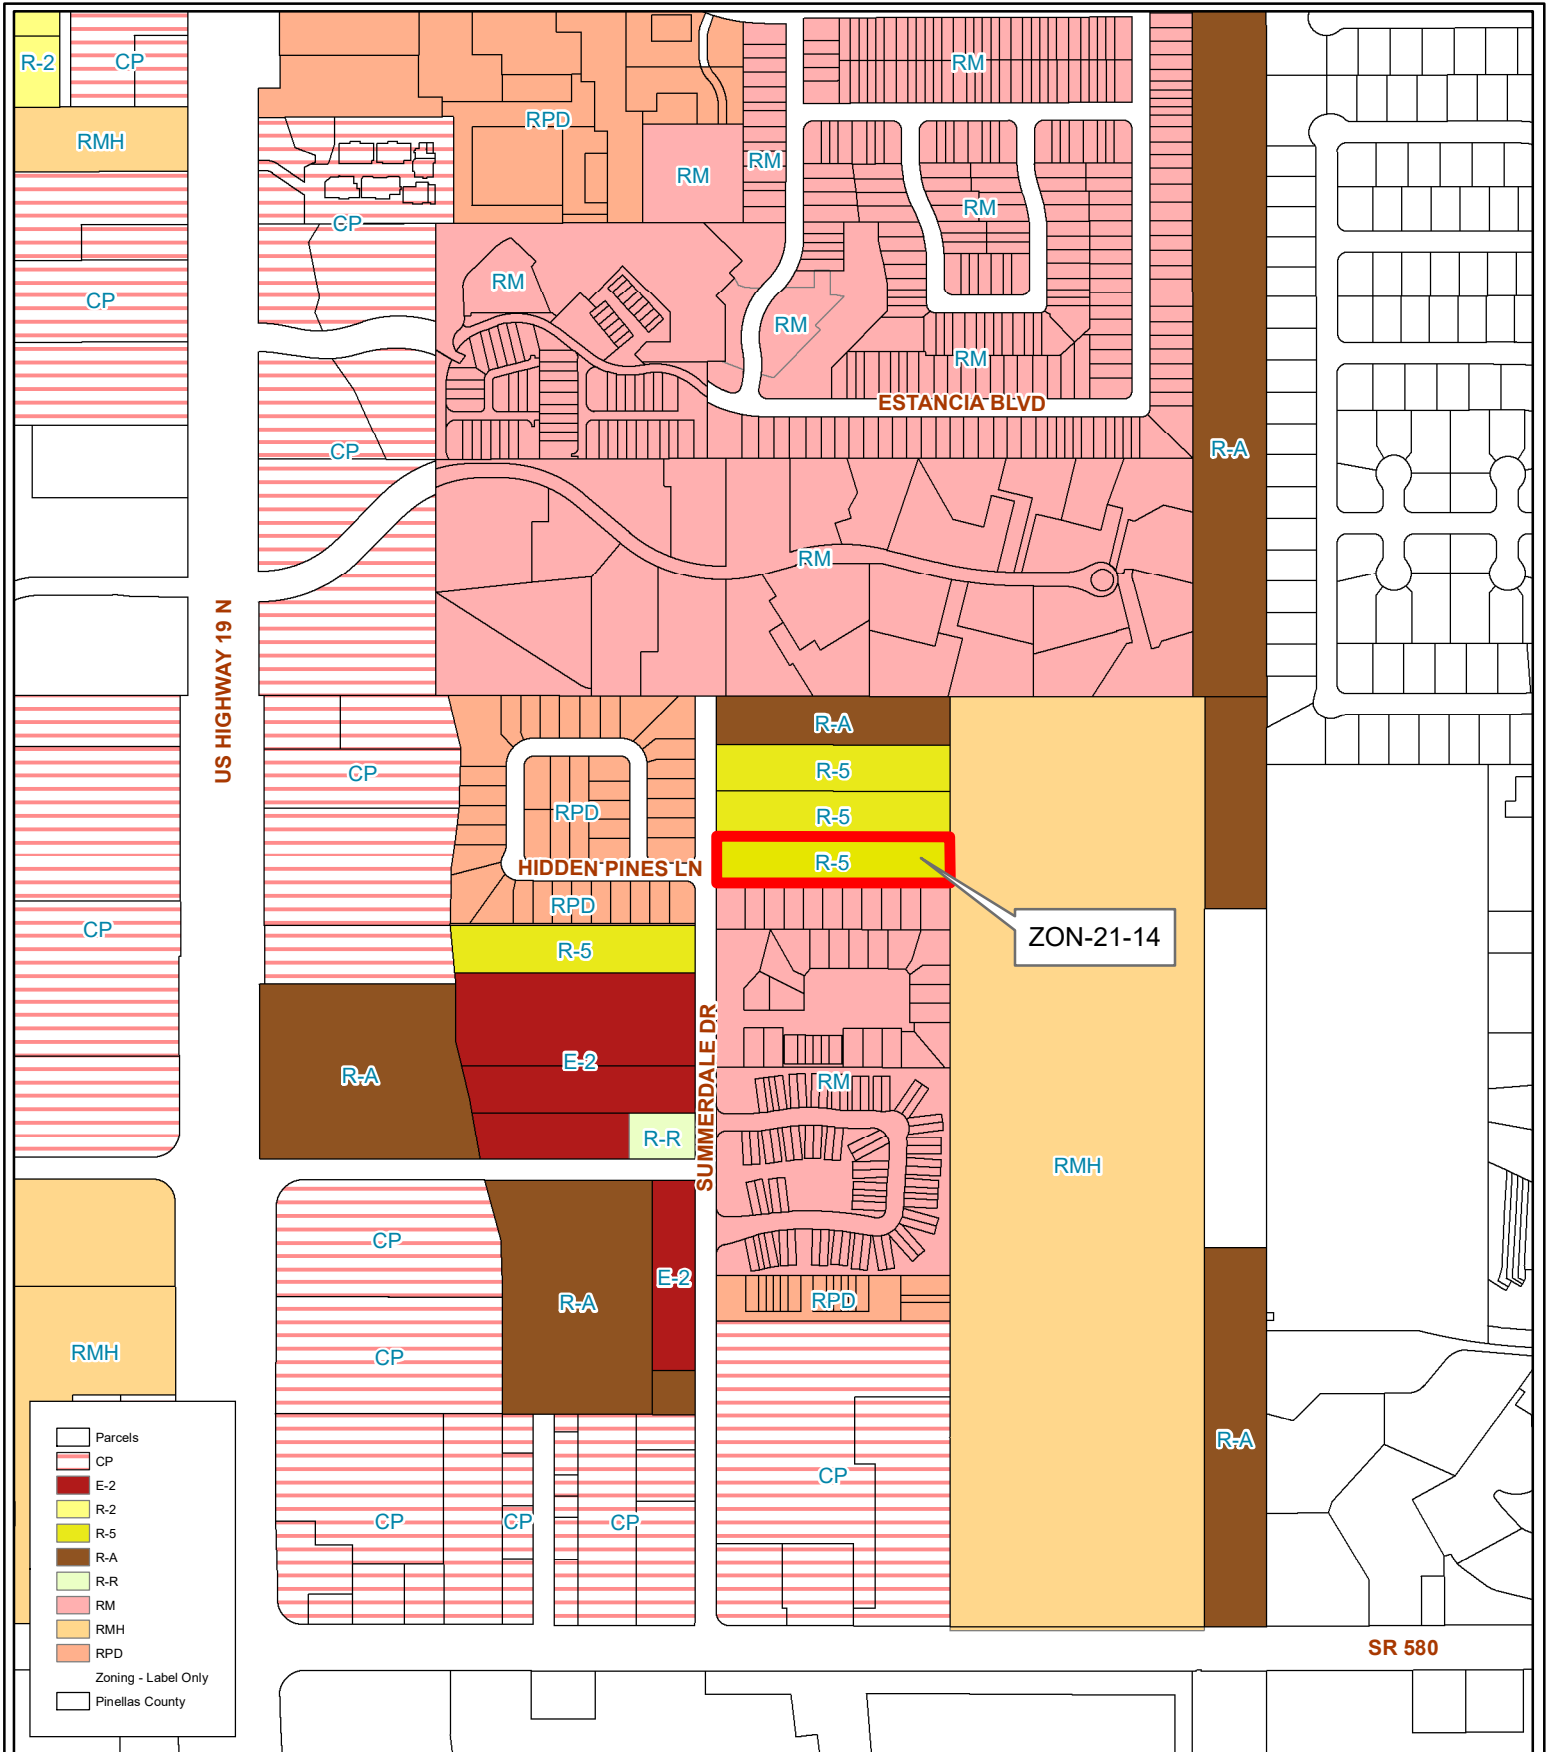 R-2
CP
RM
RPD
RMH
RM
RM
RM
CP
RM
CP
RM
RM
ESTANCIA BLVD
CP
R-A
RM
US HIGHWAY 19 N
R-A
CP
R-5
RPD
R-5
HIDDEN PINES LN
R-5
RPD
CP
ZON-21-14
R-5
E-2
R-A
SUMMERDALE DR
RM
R-R
RMH
CP
E-2
R-A
RPD
RMH
CP
R-A
CP
CP
CP
CP
Parcels
CP
E-2
R-2
R-5
R-A
R-R
RM
RMH
RPD
Zoning - Label Only
Pinellas County
SR 580